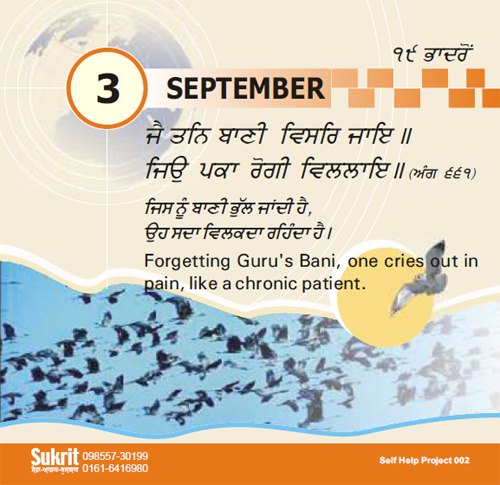 ੧੯ ਭਾਦਰੋਂ
3 SEPTEMBER
ਜੈ ਤਨਿ ਬਾਣੀ ਵਿਸਰਿ ਜਾਇ॥
ਜਿਉ ਪਕਾ ਰੋਗੀ ਵਿਲਲਾਇ॥ (ਅੰਗ ੬੬੧)
ਜਿਸ ਨੂੰ ਬਾਣੀ ਭੁੱਲ ਜਾਂਦੀ ਹੈ,
ਉਹ ਸਦਾ ਵਿਲਕਦਾ ਰਹਿੰਦਾ ਹੈ।
Forgetting Guru's Bani, one cries out in
pain, like a chronic patient.
Sukrit 098557-30199
0161-6416980
Self Help Project 002